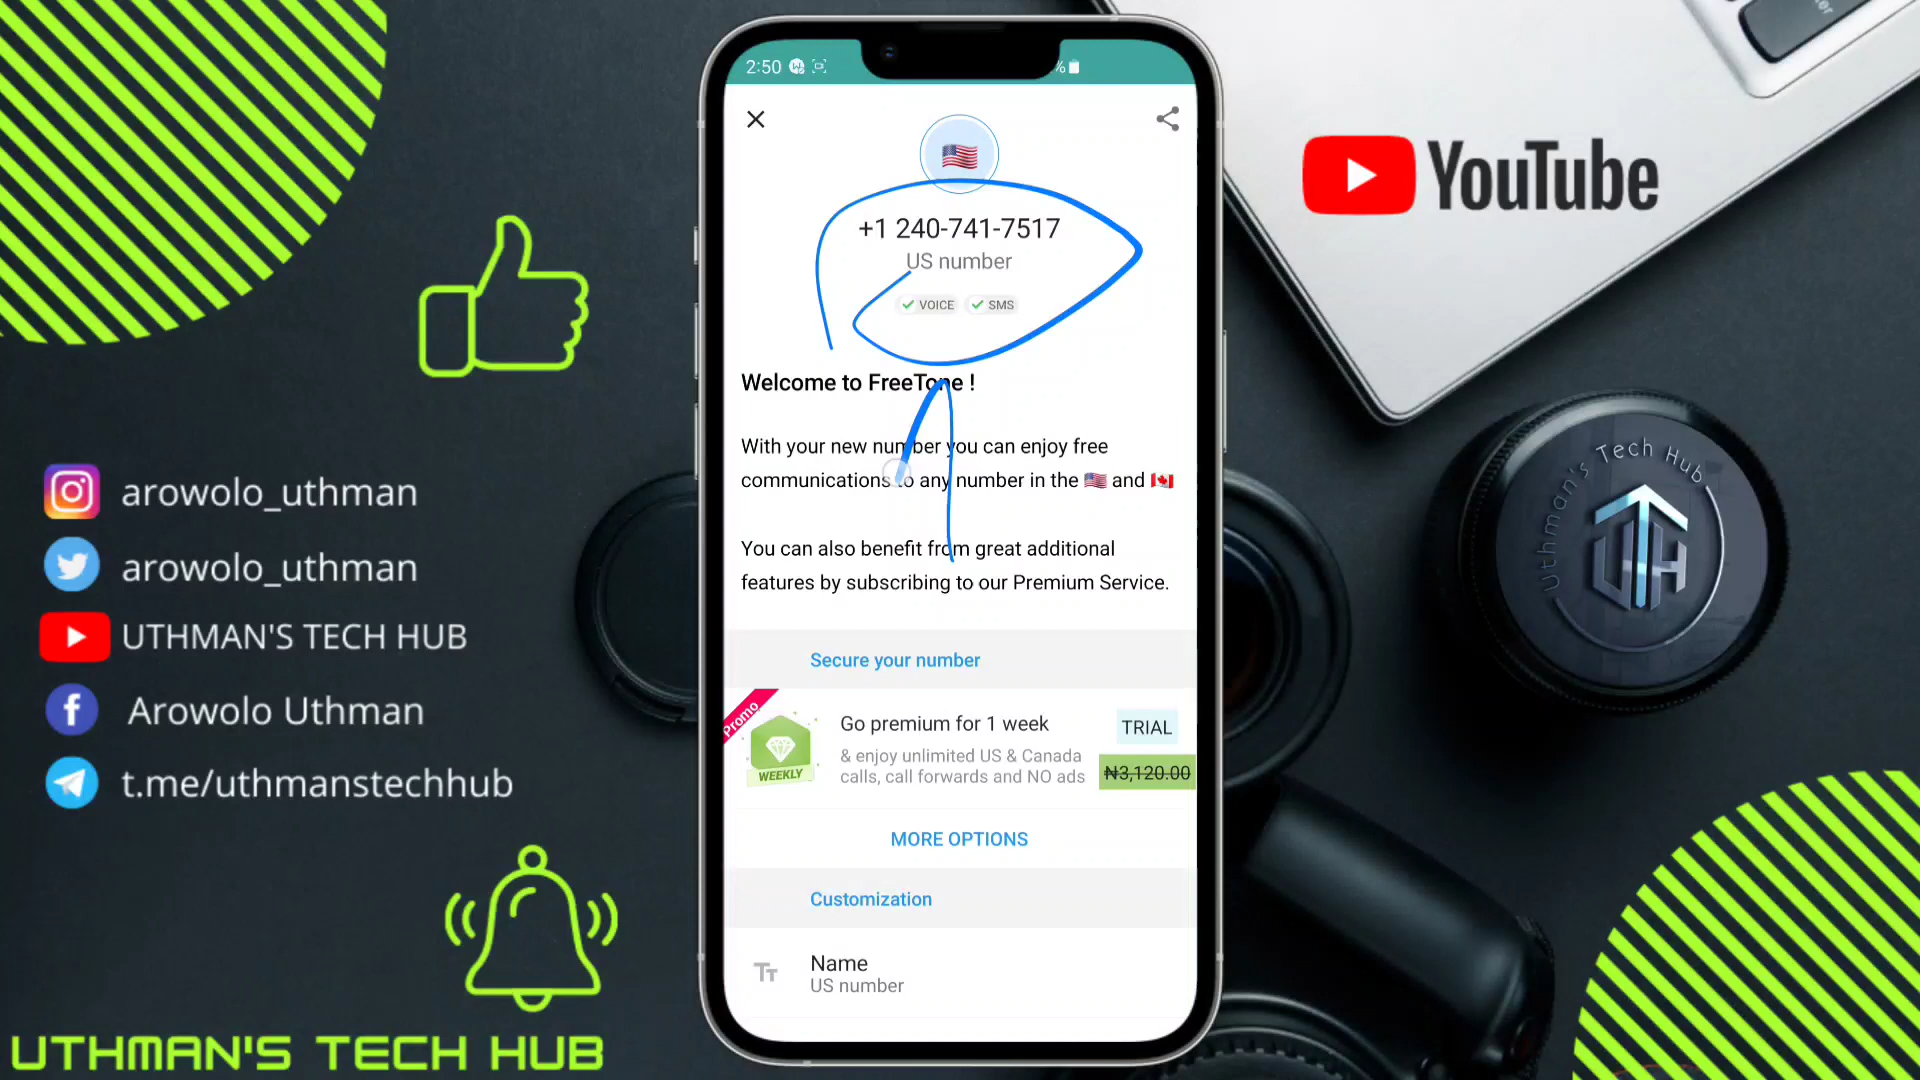 2:50
%
+1 240-741-7517
US number
VOICE SMS
Welcome to FreeTone !
With your new number you can enjoy free
communications to any number in the 🇺🇸 and 🇨🇦
You can also benefit from great additional
features by subscribing to our Premium Service.
Secure your number
Promo
WEEKLY
Go premium for 1 week
& enjoy unlimited US & Canada
calls, call forwards and NO ads
TRIAL
₦3,120.00
MORE OPTIONS
Customization
Tт
Name
US number
arowolo_uthman
arowolo_uthman
UTHMAN'S TECH HUB
Arowolo Uthman
t.me/uthmanstechhub
UTHMAN'S TECH HUB
YouTube
Uthman's Tech Hub
UTH